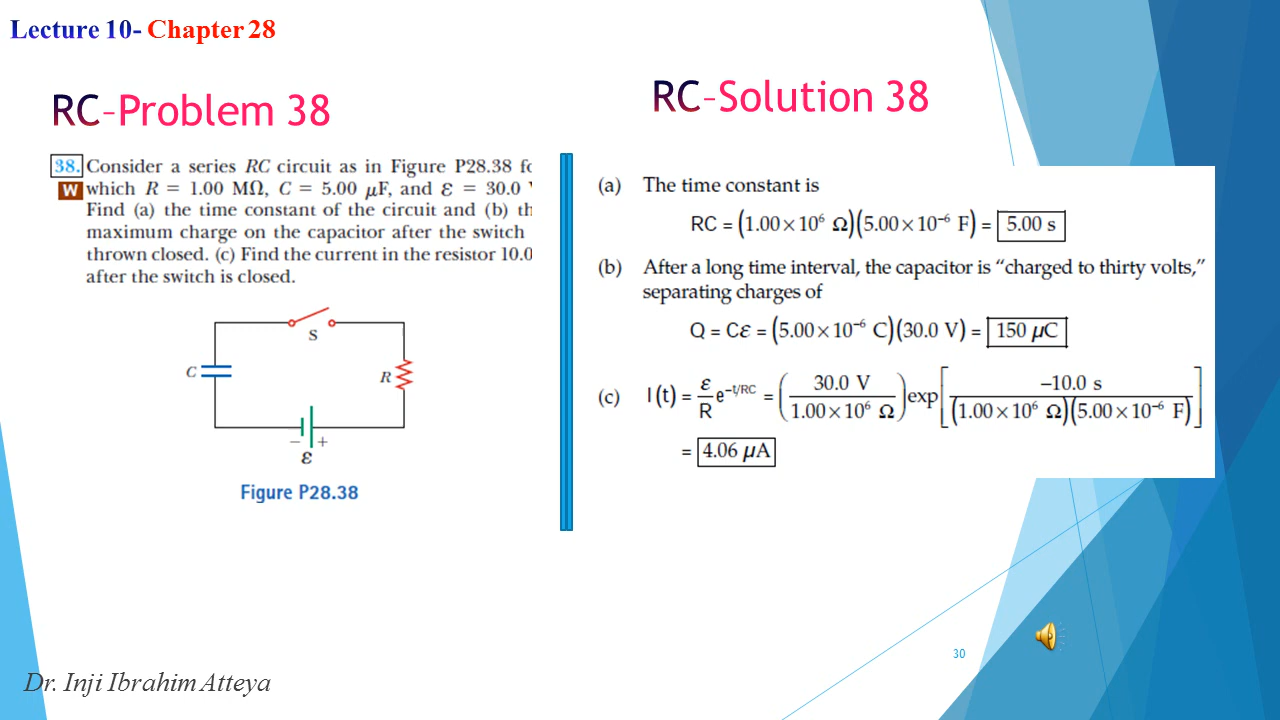 Lecture 10- Chapter 28
RC–Problem 38
38. Consider a series RC circuit as in Figure P28.38
W which R = 1.00 MΩ, C = 5.00 μF, and ε = 30.0
Find (a) the time constant of the circuit and (b)
maximum charge on the capacitor after the switch
thrown closed. (c) Find the current in the resistor 10.0
after the switch is closed.
S
C
R
− +
ε
Figure P28.38
RC–Solution 38
(a) The time constant is
RC = (1.00×10⁶ Ω)(5.00×10⁻⁶ F) = 5.00 s
(b) After a long time interval, the capacitor is “charged to thirty volts,”
separating charges of
Q = Cε = (5.00×10⁻⁶ C)(30.0 V) = 150 μC
(c) I(t) = ε/R e^(−t/RC) = (30.0 V / 1.00×10⁶ Ω) exp[−10.0 s / (1.00×10⁶ Ω)(5.00×10⁻⁶ F)]
= 4.06 μA
30
Dr. Inji Ibrahim Atteya